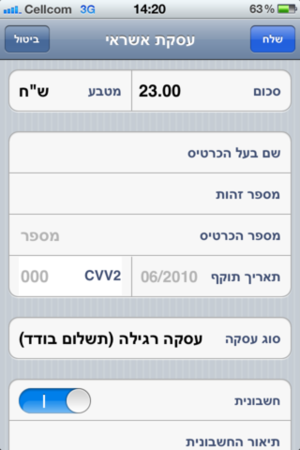 Cellcom 3G 14:20 63%
שלח עסקת אשראי ביטול
סכום 23.00 מטבע ש"ח
שם בעל הכרטיס
מספר זהות
מספר הכרטיס מספר
תאריך תוקף 06/2010 CVV2 000
סוג עסקה עסקה רגילה (תשלום בודד)
חשבונית
תיאור החשבונית